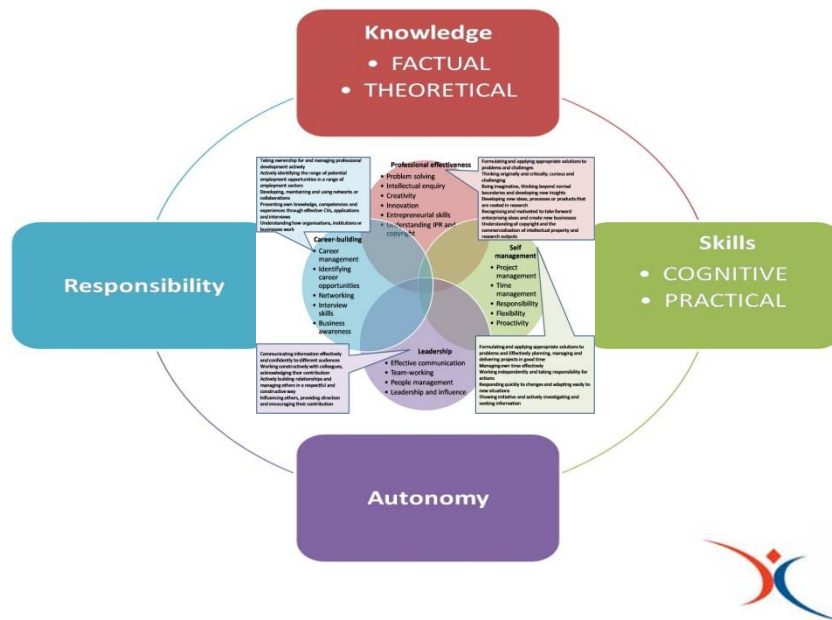 Knowledge
• FACTUAL
• THEORETICAL
Responsibility
Skills
• COGNITIVE
• PRACTICAL
Autonomy
Professional effectiveness
• Problem solving
• Intellectual enquiry
• Creativity
• Innovation
• Entrepreneurial skills
• Understanding IPR and
copyright
Career-building
• Career
management
• Identifying
career
opportunities
• Networking
• Interview
skills
• Business
awareness
Self
management
• Project
management
• Time
management
• Responsibility
• Flexibility
• Proactivity
Leadership
• Effective communication
• Team-working
• People management
• Leadership and influence
Taking ownership for and managing professional
development actively
Actively identifying the range of potential
employment opportunities in a range of
employment sectors
Developing, maintaining and using networks or
collaborations
Presenting own knowledge, competencies and
experiences through effective CVs, applications
and interviews
Understanding how organisations, institutions or
businesses work
Formulating and applying appropriate solutions to
problems and challenges
Thinking originally and critically, curious and
challenging
Being imaginative, thinking beyond normal
boundaries and developing new insights
Developing new ideas, processes or products that
are rooted in research
Recognising and motivated to take forward
enterprising ideas and create new businesses
Understanding of copyright and the
commercialisation of intellectual property and
research outputs
Communicating information effectively
and confidently to different audiences
Working constructively with colleagues,
acknowledging their contribution
Actively building relationships and
managing others in a respectful and
constructive way
Influencing others, providing direction
and encouraging their contribution
Formulating and applying appropriate solutions to
problems and Effectively planning, managing and
delivering projects in good time
Managing own time effectively
Working independently and taking responsibility for
actions
Responding quickly to changes and adapting easily to
new situations
Showing initiative and actively investigating and
seeking information